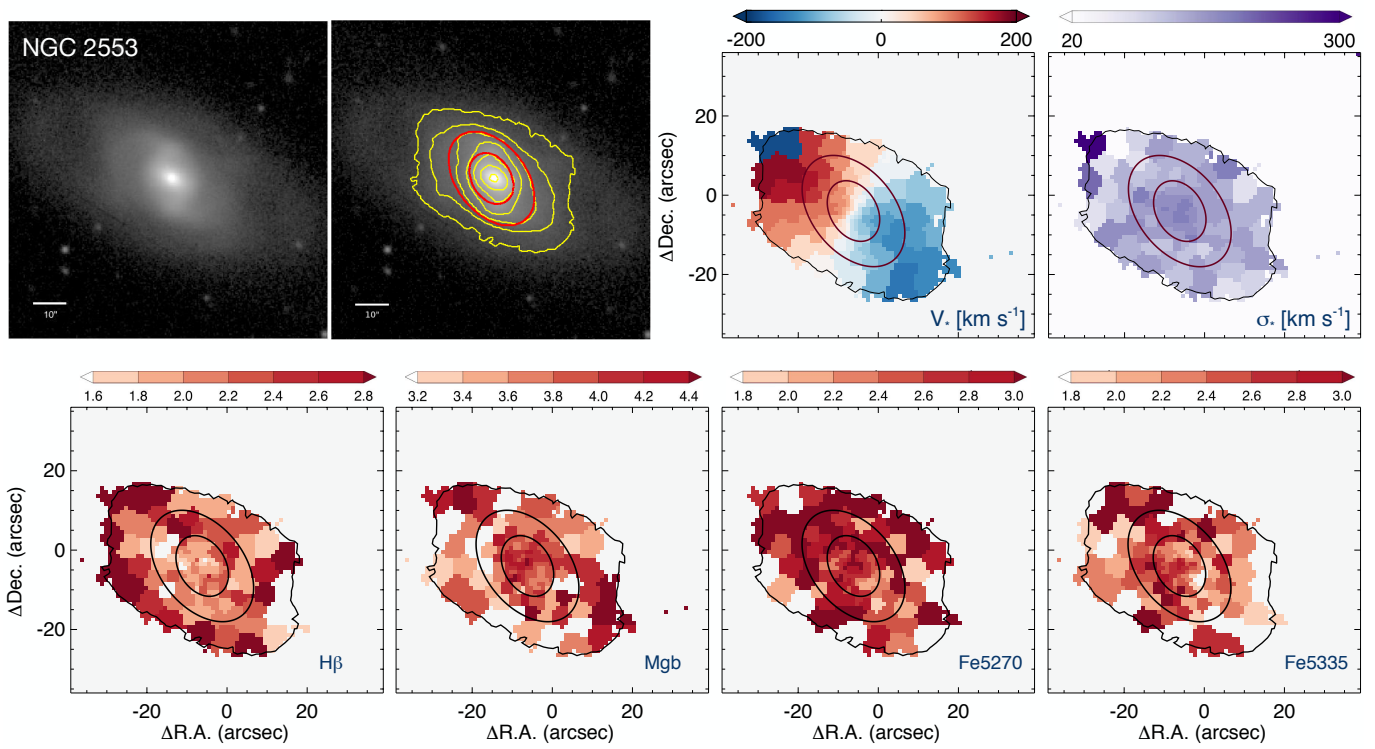 NGC 2553
10"
10"
-200 0 200
20 300
ΔDec. (arcsec)
20
0
-20
V* [km s-1]
σ* [km s-1]
1.6 1.8 2.0 2.2 2.4 2.6 2.8
3.2 3.4 3.6 3.8 4.0 4.2 4.4
1.8 2.0 2.2 2.4 2.6 2.8 3.0
1.8 2.0 2.2 2.4 2.6 2.8 3.0
ΔDec. (arcsec)
20
0
-20
Hβ
Mgb
Fe5270
Fe5335
-20 0 20
-20 0 20
-20 0 20
-20 0 20
ΔR.A. (arcsec)
ΔR.A. (arcsec)
ΔR.A. (arcsec)
ΔR.A. (arcsec)